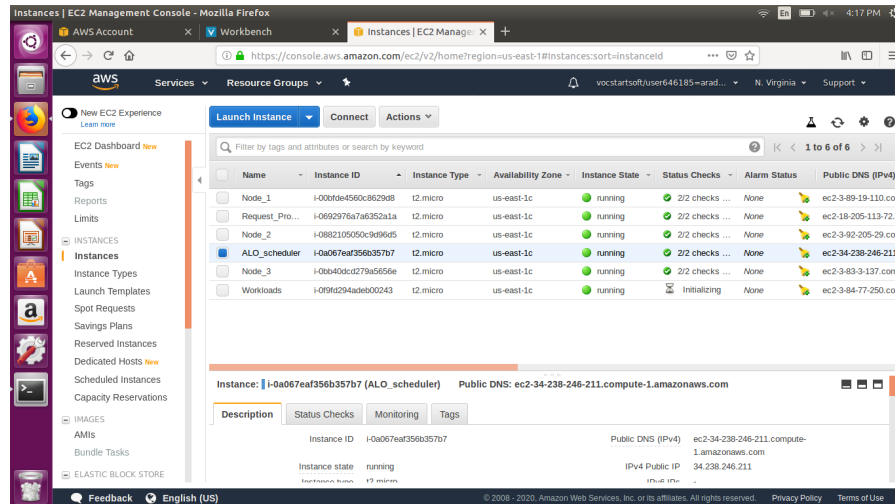 Instances | EC2 Management Console - Mozilla Firefox
En 4:17 PM
AWS Account × Workbench × Instances | EC2 Manage × +
https://console.aws.amazon.com/ec2/v2/home?region=us-east-1#Instances:sort=instanceId
aws Services Resource Groups vocstartsoft/user646185=arad... N. Virginia Support
New EC2 Experience
Learn more
EC2 Dashboard New
Events New
Tags
Reports
Limits
INSTANCES
Instances
Instance Types
Launch Templates
Spot Requests
Savings Plans
Reserved Instances
Dedicated Hosts New
Scheduled Instances
Capacity Reservations
IMAGES
AMIs
Bundle Tasks
ELASTIC BLOCK STORE
Launch Instance Connect Actions
Filter by tags and attributes or search by keyword 1 to 6 of 6
Name Instance ID Instance Type Availability Zone Instance State Status Checks Alarm Status Public DNS (IPv4)
Node_1 i-00bfde4560c8629d8 t2.micro us-east-1c running 2/2 checks ... None ec2-3-89-19-110.co
Request_Pro... i-0692976a7a6352a1a t2.micro us-east-1c running 2/2 checks ... None ec2-18-205-113-72.
Node_2 i-0882105050c9d96d5 t2.micro us-east-1c running 2/2 checks ... None ec2-3-92-205-29.co
ALO_scheduler i-0a067eaf356b357b7 t2.micro us-east-1c running 2/2 checks ... None ec2-34-238-246-211
Node_3 i-0bb40dcd279a5656e t2.micro us-east-1c running 2/2 checks ... None ec2-3-83-3-137.con
Workloads i-0f9fd294adeb00243 t2.micro us-east-1c running Initializing None ec2-3-84-77-250.co
Instance: i-0a067eaf356b357b7 (ALO_scheduler) Public DNS: ec2-34-238-246-211.compute-1.amazonaws.com
Description Status Checks Monitoring Tags
Instance ID i-0a067eaf356b357b7 Public DNS (IPv4) ec2-34-238-246-211.compute-
1.amazonaws.com
Instance state running IPv4 Public IP 34.238.246.211
Instance type t2.micro IPv6 IPs -
Feedback English (US) © 2008 - 2020, Amazon Web Services, Inc. or its affiliates. All rights reserved. Privacy Policy Terms of Use